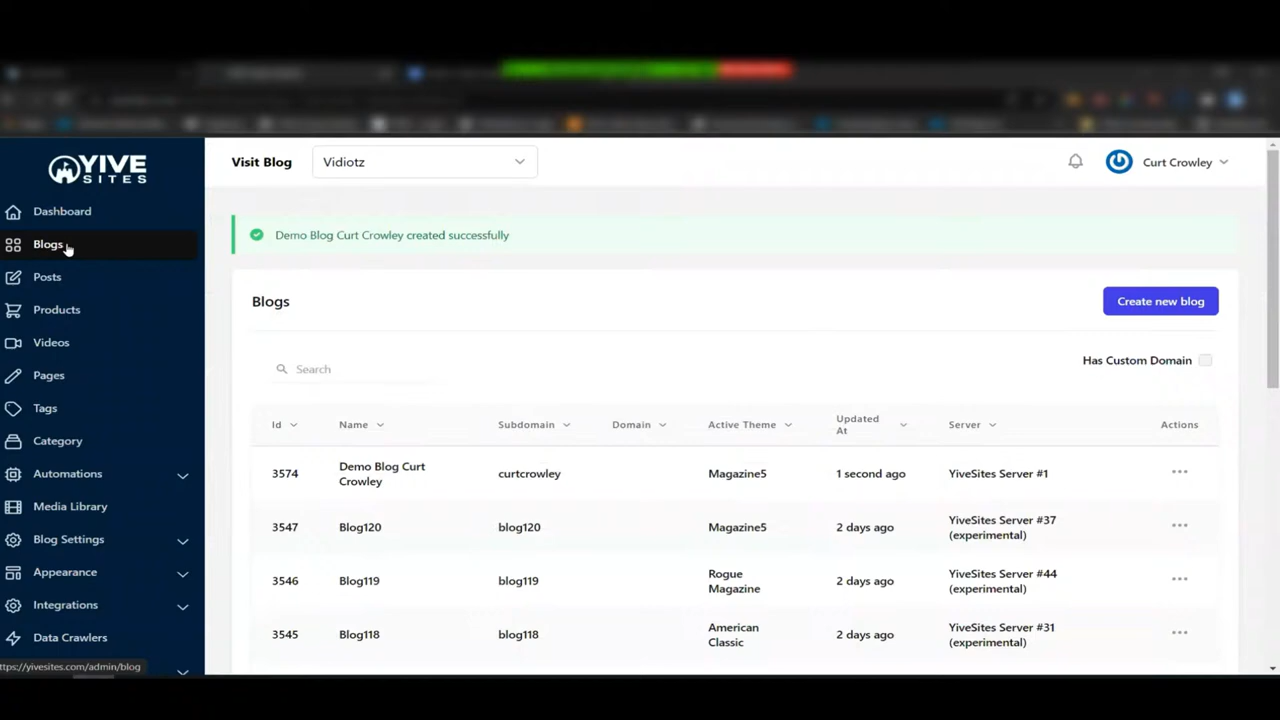 YIVE
SITES
Visit Blog
Vidiotz
Curt Crowley
Dashboard
Blogs
Posts
Products
Videos
Pages
Tags
Category
Automations
Media Library
Blog Settings
Appearance
Integrations
Data Crawlers
ttps://yivesites.com/admin/blog
Demo Blog Curt Crowley created successfully
Blogs
Create new blog
Search
Has Custom Domain
Id Name Subdomain Domain Active Theme Updated At Server Actions
3574 Demo Blog Curt Crowley curtcrowley Magazine5 1 second ago YiveSites Server #1
3547 Blog120 blog120 Magazine5 2 days ago YiveSites Server #37 (experimental)
3546 Blog119 blog119 Rogue Magazine 2 days ago YiveSites Server #44 (experimental)
3545 Blog118 blog118 American Classic 2 days ago YiveSites Server #31 (experimental)